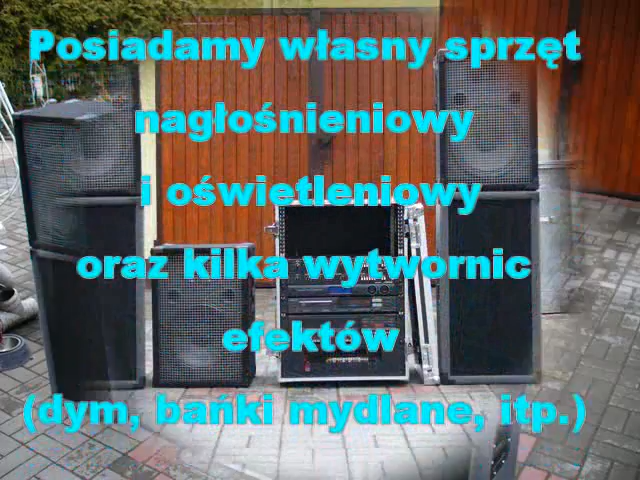 Posiadamy własny sprzęt
nagłośnieniowy
i oświetleniowy
oraz kilka wytwornic
efektów
(dym, bańki mydlane, itp.)